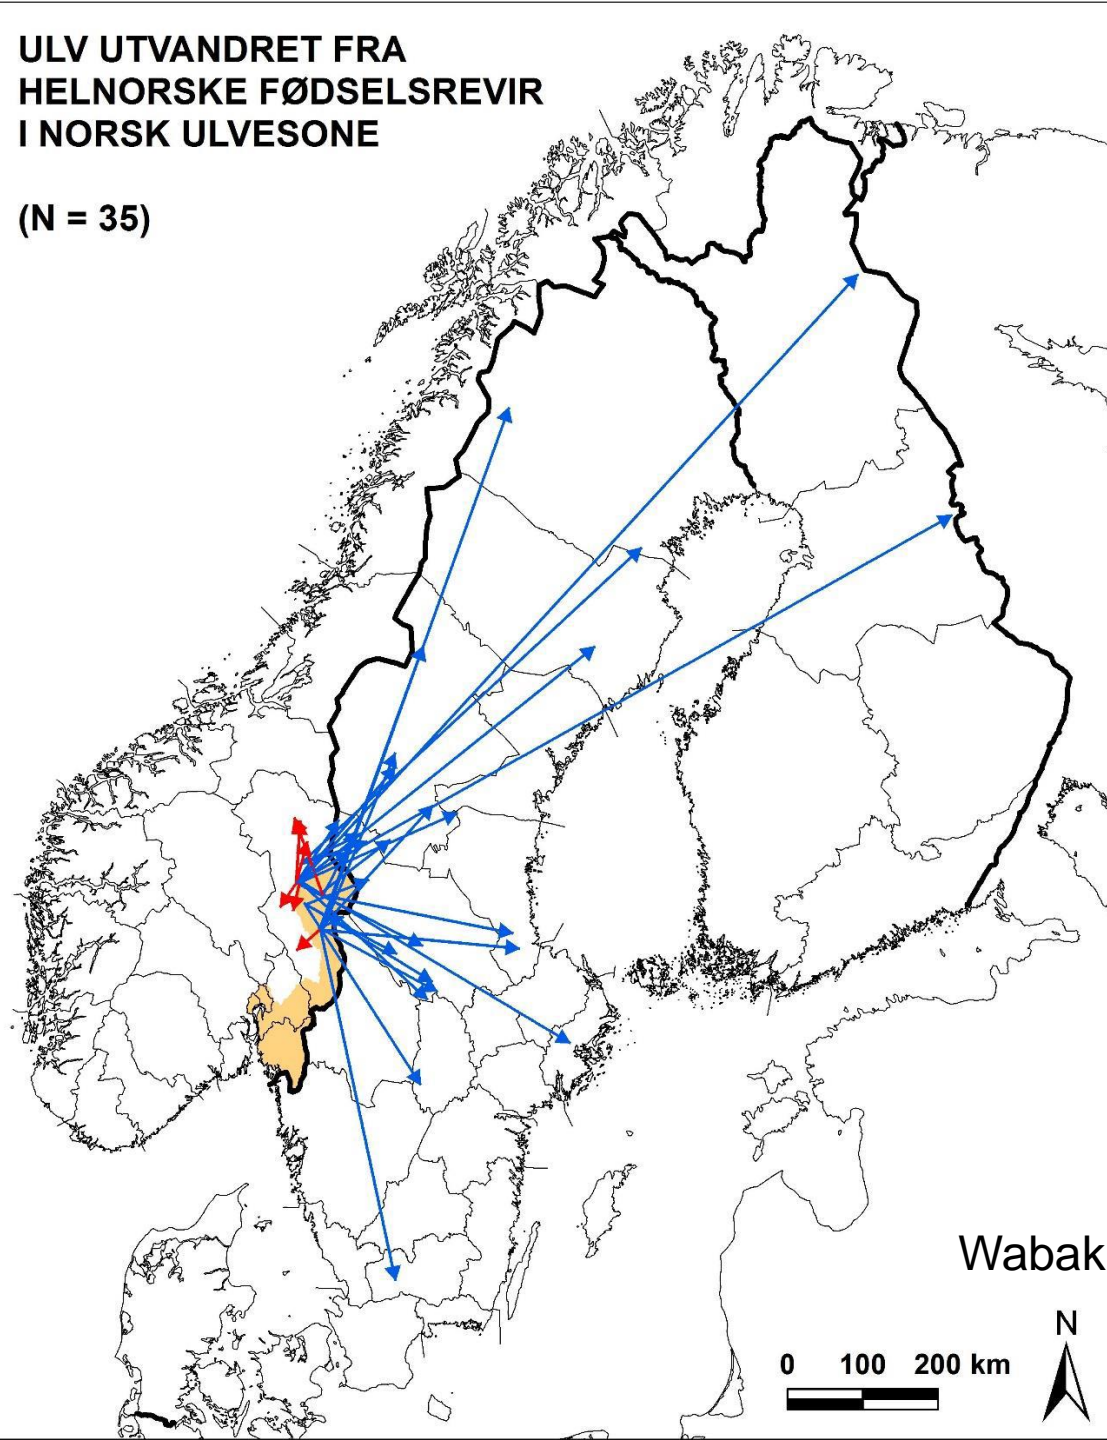 ULV UTVANDRET FRA
HELNORSKE FØDSELSREVIR
I NORSK ULVESONE
(N = 35)
Wabak
N
0 100 200 km